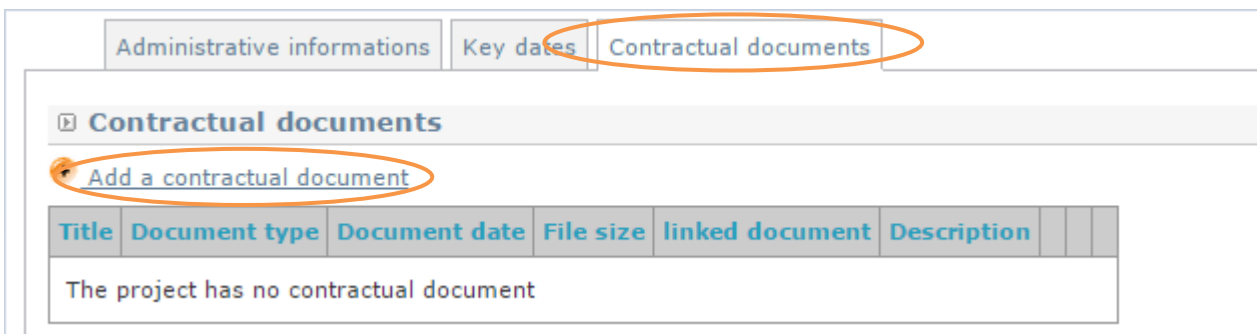 Administrative informations Key dates Contractual documents
Contractual documents
Add a contractual document
Title Document type Document date File size linked document Description
The project has no contractual document